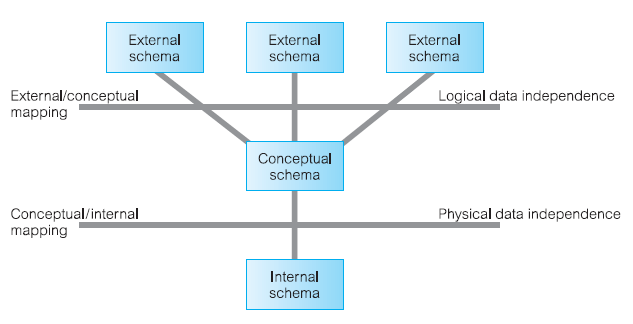 External
schema
External
schema
External
schema
External/conceptual
mapping
Logical data independence
Conceptual
schema
Conceptual/internal
mapping
Physical data independence
Internal
schema